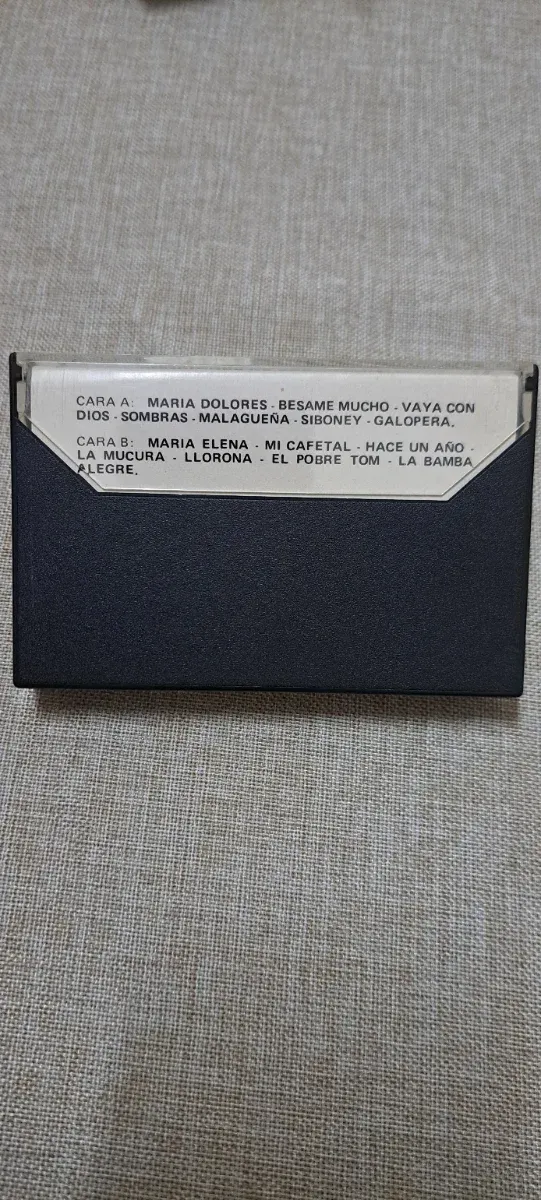 CARA A: MARIA DOLORES - BESAME MUCHO - VAYA CON
DIOS - SOMBRAS - MALAGUEÑA - SIBONEY - GALOPERA.
CARA B: MARIA ELENA - MI CAFETAL - HACE UN AÑO -
LA MUCURA - LLORONA - EL POBRE TOM - LA BAMBA
ALEGRE.